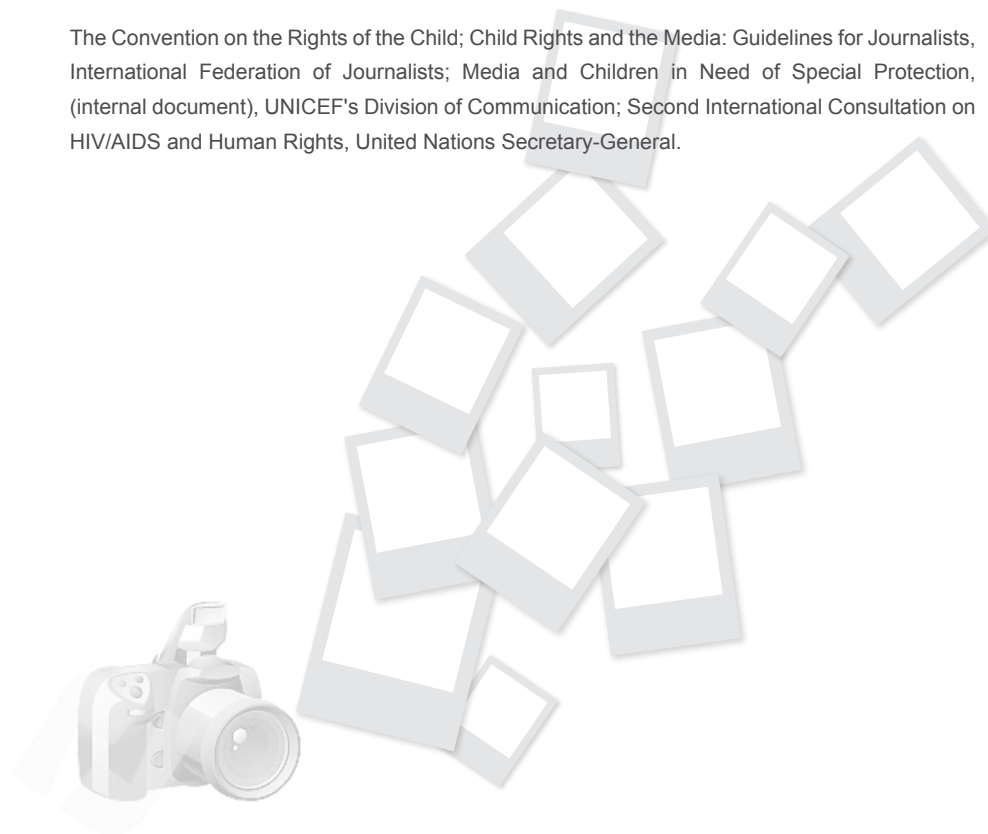 The Convention on the Rights of the Child; Child Rights and the Media: Guidelines for Journalists,
International Federation of Journalists; Media and Children in Need of Special Protection,
(internal document), UNICEF's Division of Communication; Second International Consultation on
HIV/AIDS and Human Rights, United Nations Secretary-General.